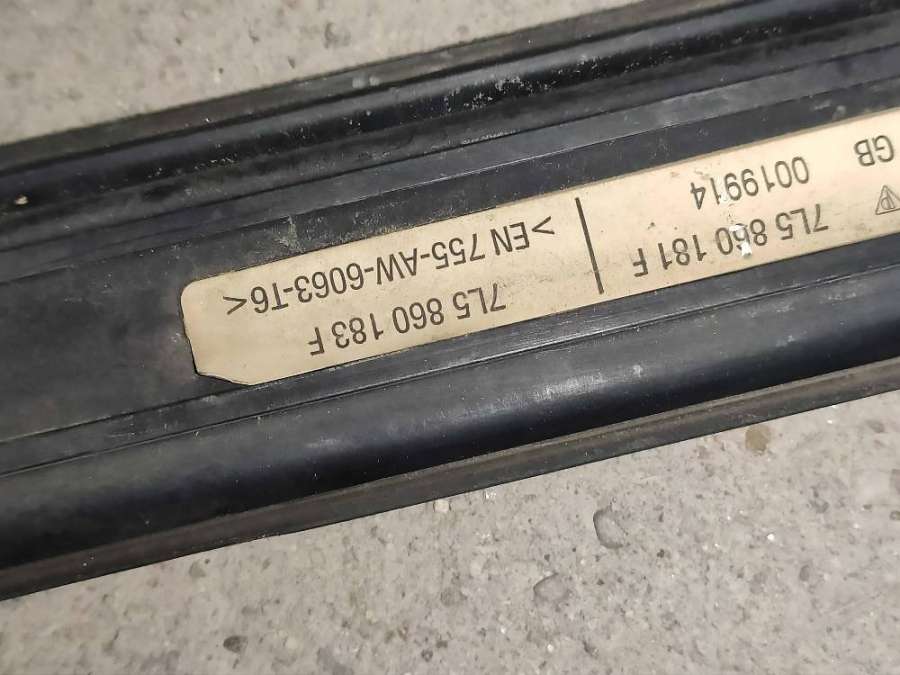 GB
0019914
7L5 860 181 F
>EN 755-AW-6063-T6<
7L5 860 183 F